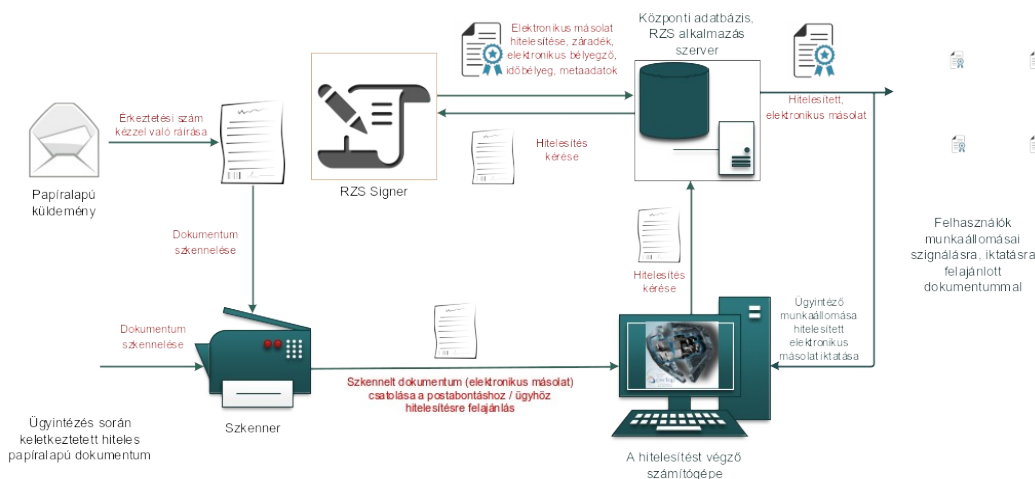 Elektronikus másolat
hitelesítése, záradék,
elektronikus bélyegző,
időbélyeg, metaadatok
Központi adatbázis,
RZS alkalmazás
szerver
Érkeztetési szám
kézzel való ráírása
Hitelesített,
elektronikus másolat
Hitelesítés
kérése
RZS Signer
Papíralapú
küldemény
Dokumentum
szkennelése
Hitelesítés
kérése
Felhasználók
munkaállomásai
szignálásra, iktatásra
felajánlott
dokumentummal
Ügyintéző
munkaállomása
hitelesített
elektronikus
másolat iktatása
Dokumentum
szkennelése
Szkennelt dokumentum (elektronikus másolat)
csatolása a postabontáshoz / ügyhöz
hitelesítésre felajánlás
Ügyintézés során
keletkeztetett hiteles
papíralapú dokumentum
Szkenner
A hitelesítést végző
számítógépe